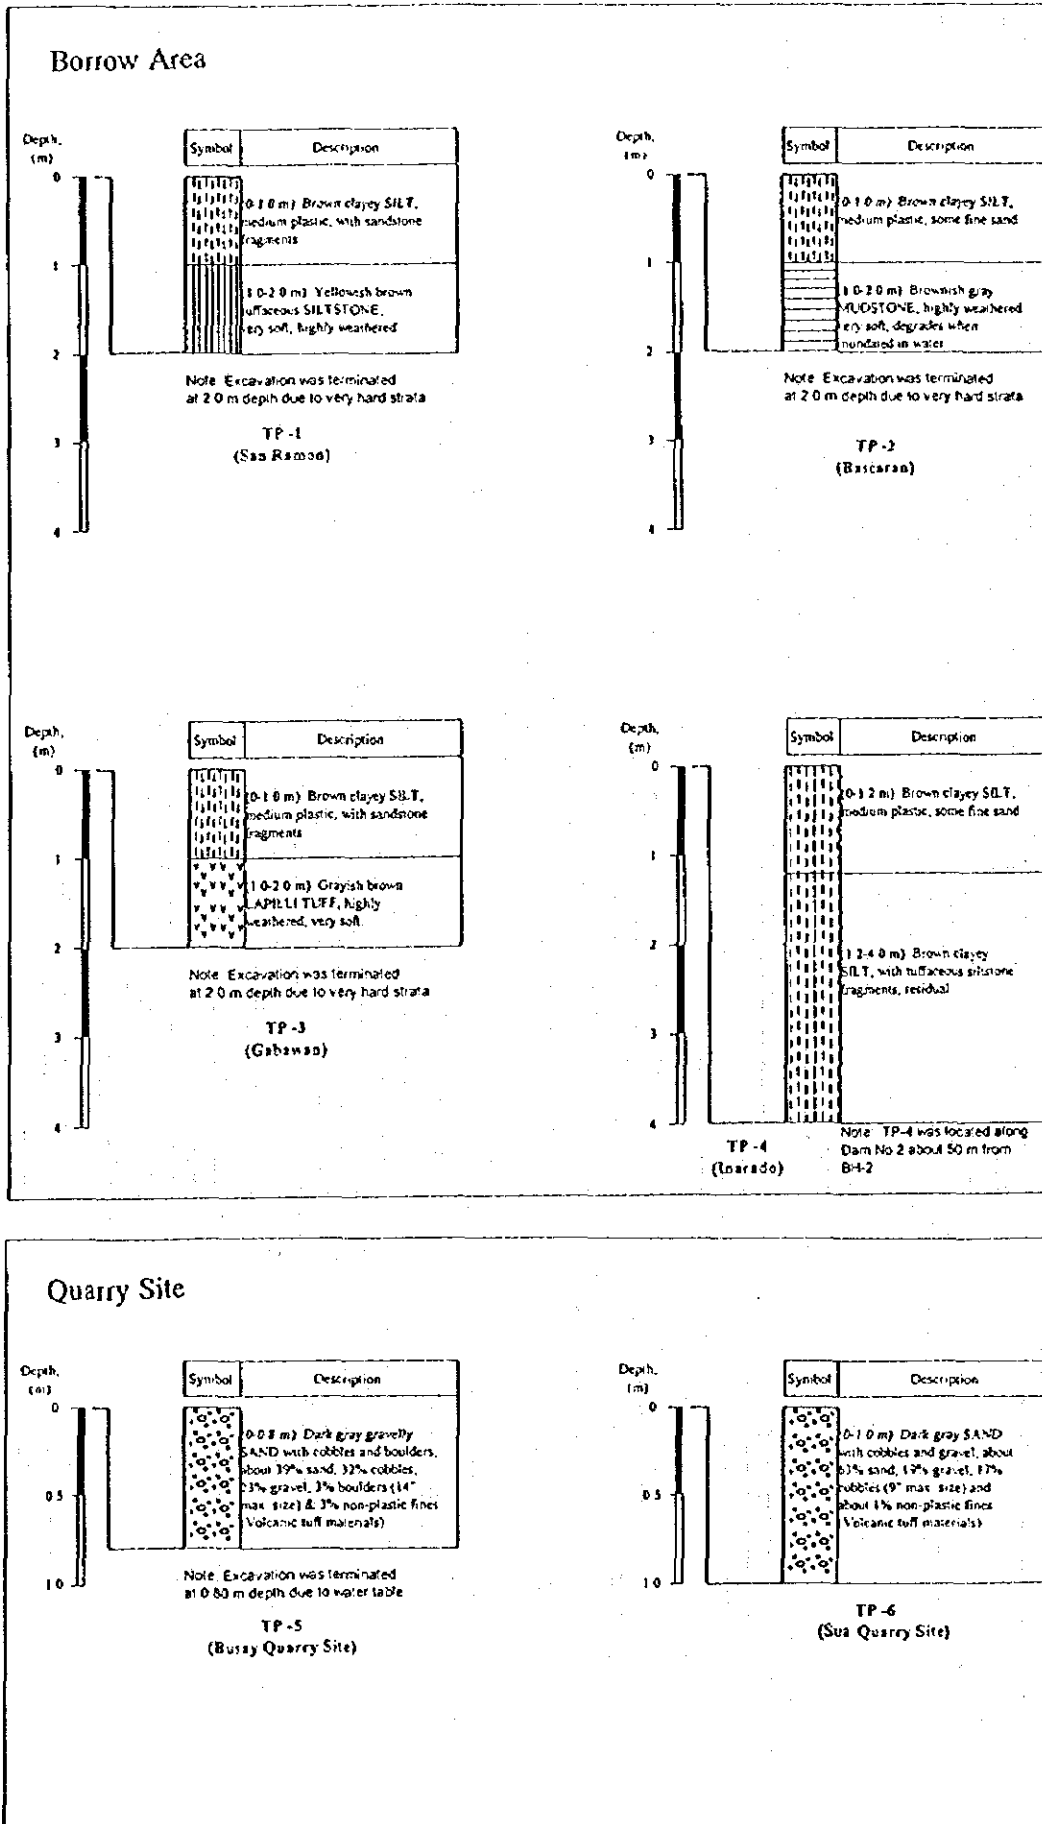 Borrow Area
Depth, (m)
Symbol Description
0
1
2
3
4
(0-1.0 m) Brown clayey SILT,
medium plastic, with sandstone
fragments
(1.0-2.0 m) Yellowish brown
tuffaceous SILTSTONE,
very soft, highly weathered
Note: Excavation was terminated
at 2.0 m depth due to very hard strata
TP-1
(San Ramon)
Depth, (m)
Symbol Description
0
1
2
3
4
(0-1.0 m) Brown clayey SILT,
medium plastic, some fine sand
(1.0-2.0 m) Brownish gray
MUDSTONE, highly weathered
very soft, degrades when
inundated in water
Note: Excavation was terminated
at 2.0 m depth due to very hard strata
TP-2
(Bascaran)
Depth, (m)
Symbol Description
0
1
2
3
4
(0-1.0 m) Brown clayey SILT,
medium plastic, with sandstone
fragments
(1.0-2.0 m) Grayish brown
LAPILLI TUFF, highly
weathered, very soft.
Note: Excavation was terminated
at 2.0 m depth due to very hard strata
TP-3
(Gabawan)
Depth, (m)
Symbol Description
0
1
2
3
4
(0-1.2 m) Brown clayey SILT,
medium plastic, some fine sand
(1.2-4.0 m) Brown clayey
SILT, with tuffaceous siltstone
fragments, residual
TP-4
(Inarado)
Note: TP-4 was located along
Dam No.2 about 50 m from
BH-2
Quarry Site
Depth, (m)
Symbol Description
0
0.5
1.0
(0-0.8 m) Dark gray gravelly
SAND with cobbles and boulders,
about 39% sand, 32% cobbles,
23% gravel, 3% boulders (14"
max. size) & 3% non-plastic fines
(Volcanic tuff materials)
Note: Excavation was terminated
at 0.80 m depth due to water table
TP-5
(Busay Quarry Site)
Depth, (m)
Symbol Description
0
0.5
1.0
(0-1.0 m) Dark gray SAND
with cobbles and gravel, about
sand, gravel,
cobbles (9" max. size) and
about non-plastic fines
(Volcanic tuff materials)
TP-6
(Sua Quarry Site)